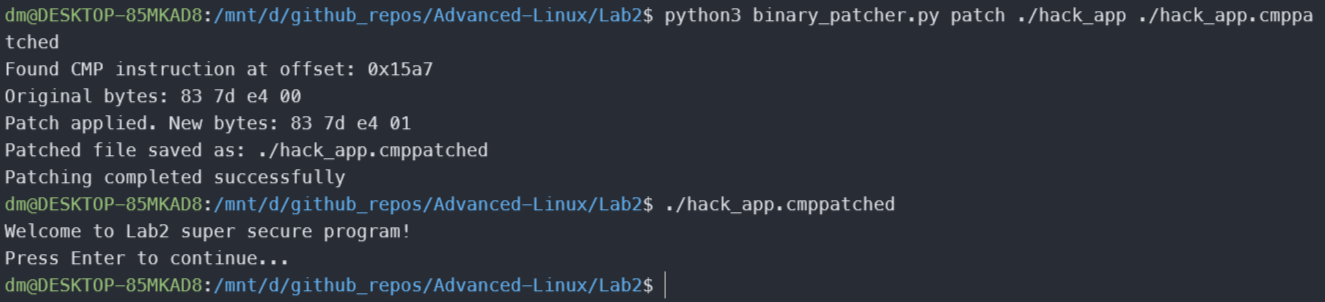 dm@DESKTOP-85MKAD8:/mnt/d/github_repos/Advanced-Linux/Lab2$ python3 binary_patcher.py patch ./hack_app ./hack_app.cmppa
tched
Found CMP instruction at offset: 0x15a7
Original bytes: 83 7d e4 00
Patch applied. New bytes: 83 7d e4 01
Patched file saved as: ./hack_app.cmppatched
Patching completed successfully
dm@DESKTOP-85MKAD8:/mnt/d/github_repos/Advanced-Linux/Lab2$ ./hack_app.cmppatched
Welcome to Lab2 super secure program!
Press Enter to continue...
dm@DESKTOP-85MKAD8:/mnt/d/github_repos/Advanced-Linux/Lab2$